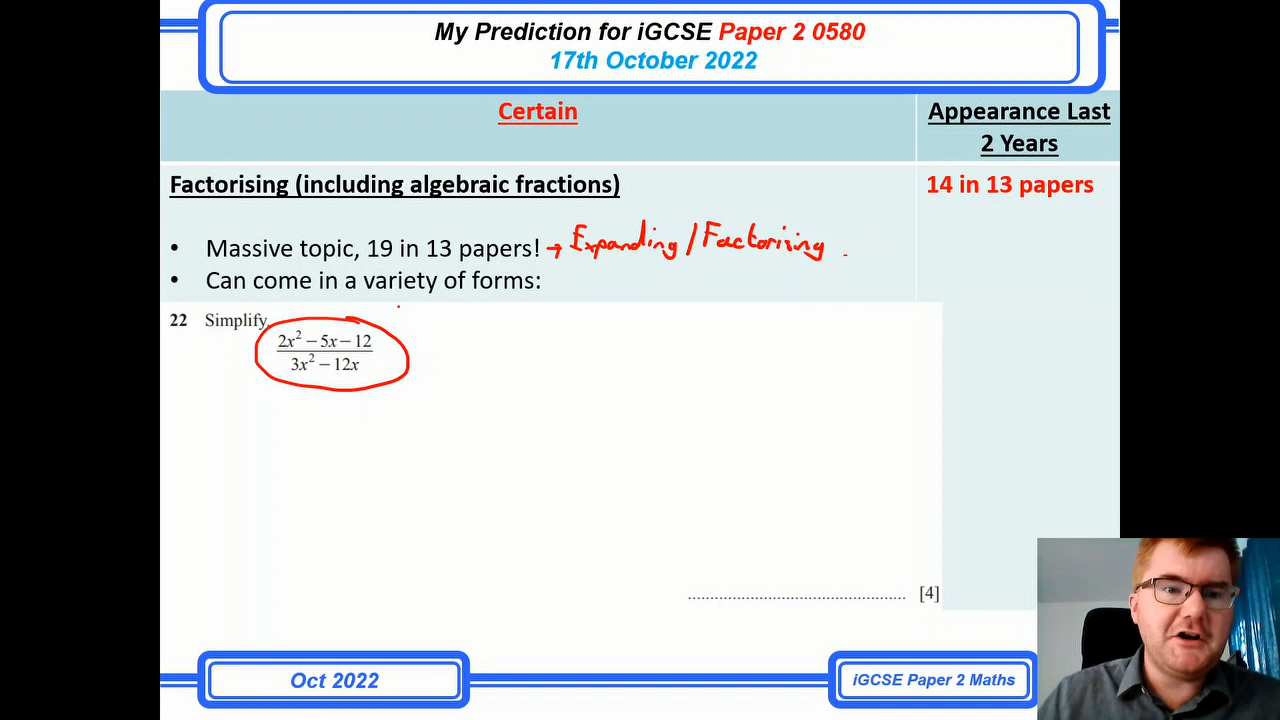 My Prediction for iGCSE Paper 2 0580
17th October 2022
Certain
Appearance Last
2 Years
Factorising (including algebraic fractions)
14 in 13 papers
• Massive topic, 19 in 13 papers! → Expanding / Factorising
• Can come in a variety of forms:
22 Simplify.
2x² – 5x – 12
3x² – 12x
................................................ [4]
Oct 2022
iGCSE Paper 2 Maths